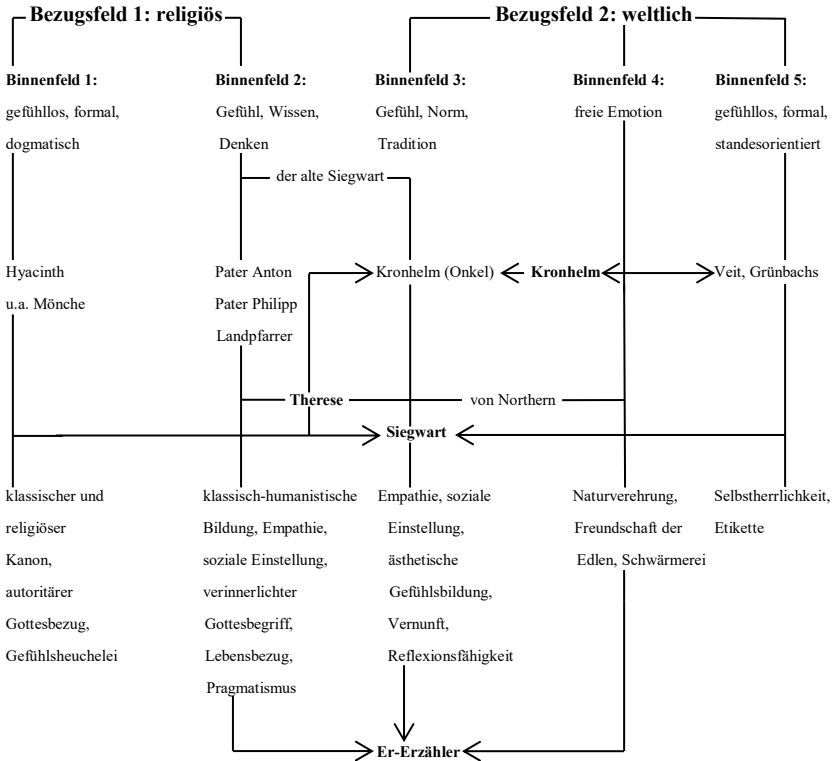 Bezugsfeld 1: religiös
Bezugsfeld 2: weltlich
Binnenfeld 1:
gefühllos, formal,
dogmatisch
Binnenfeld 2:
Gefühl, Wissen,
Denken
Binnenfeld 3:
Gefühl, Norm,
Tradition
Binnenfeld 4:
freie Emotion
Binnenfeld 5:
gefühllos, formal,
standesorientiert
der alte Siegwart
Hyacinth
u.a. Mönche
Pater Anton
Pater Philipp
Landpfarrer
Kronhelm (Onkel)
Kronhelm
Veit, Grünbachs
Therese
von Northern
Siegwart
klassischer und
religiöser
Kanon,
autoritärer
Gottesbezug,
Gefühlsheuchelei
klassisch-humanistische
Bildung, Empathie,
soziale Einstellung,
verinnerlichter
Gottesbegriff,
Lebensbezug,
Pragmatismus
Empathie, soziale
Einstellung,
ästhetische
Gefühlsbildung,
Vernunft,
Reflexionsfähigkeit
Naturverehrung,
Freundschaft der
Edlen, Schwärmerei
Selbstherrlichkeit,
Etikette
Er-Erzähler